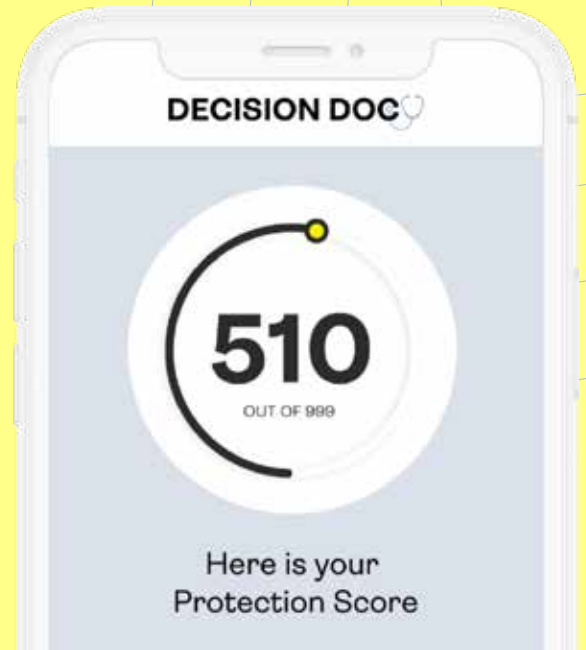 DECISION DOC
510
OUT OF 999
Here is your
Protection Score